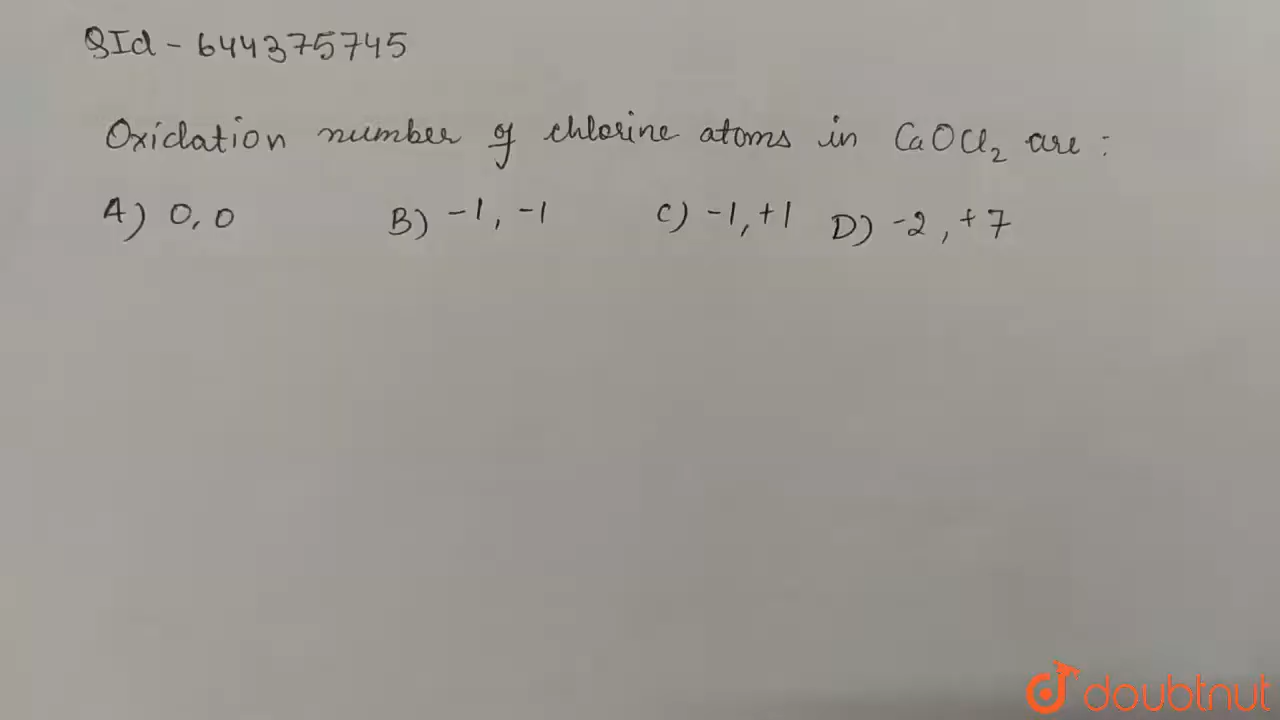 QId - 644375745
Oxidation number of chlorine atoms in CaOCl₂ are :
A) 0, 0 B) -1, -1 C) -1, +1 D) -2, +7
doubtnut